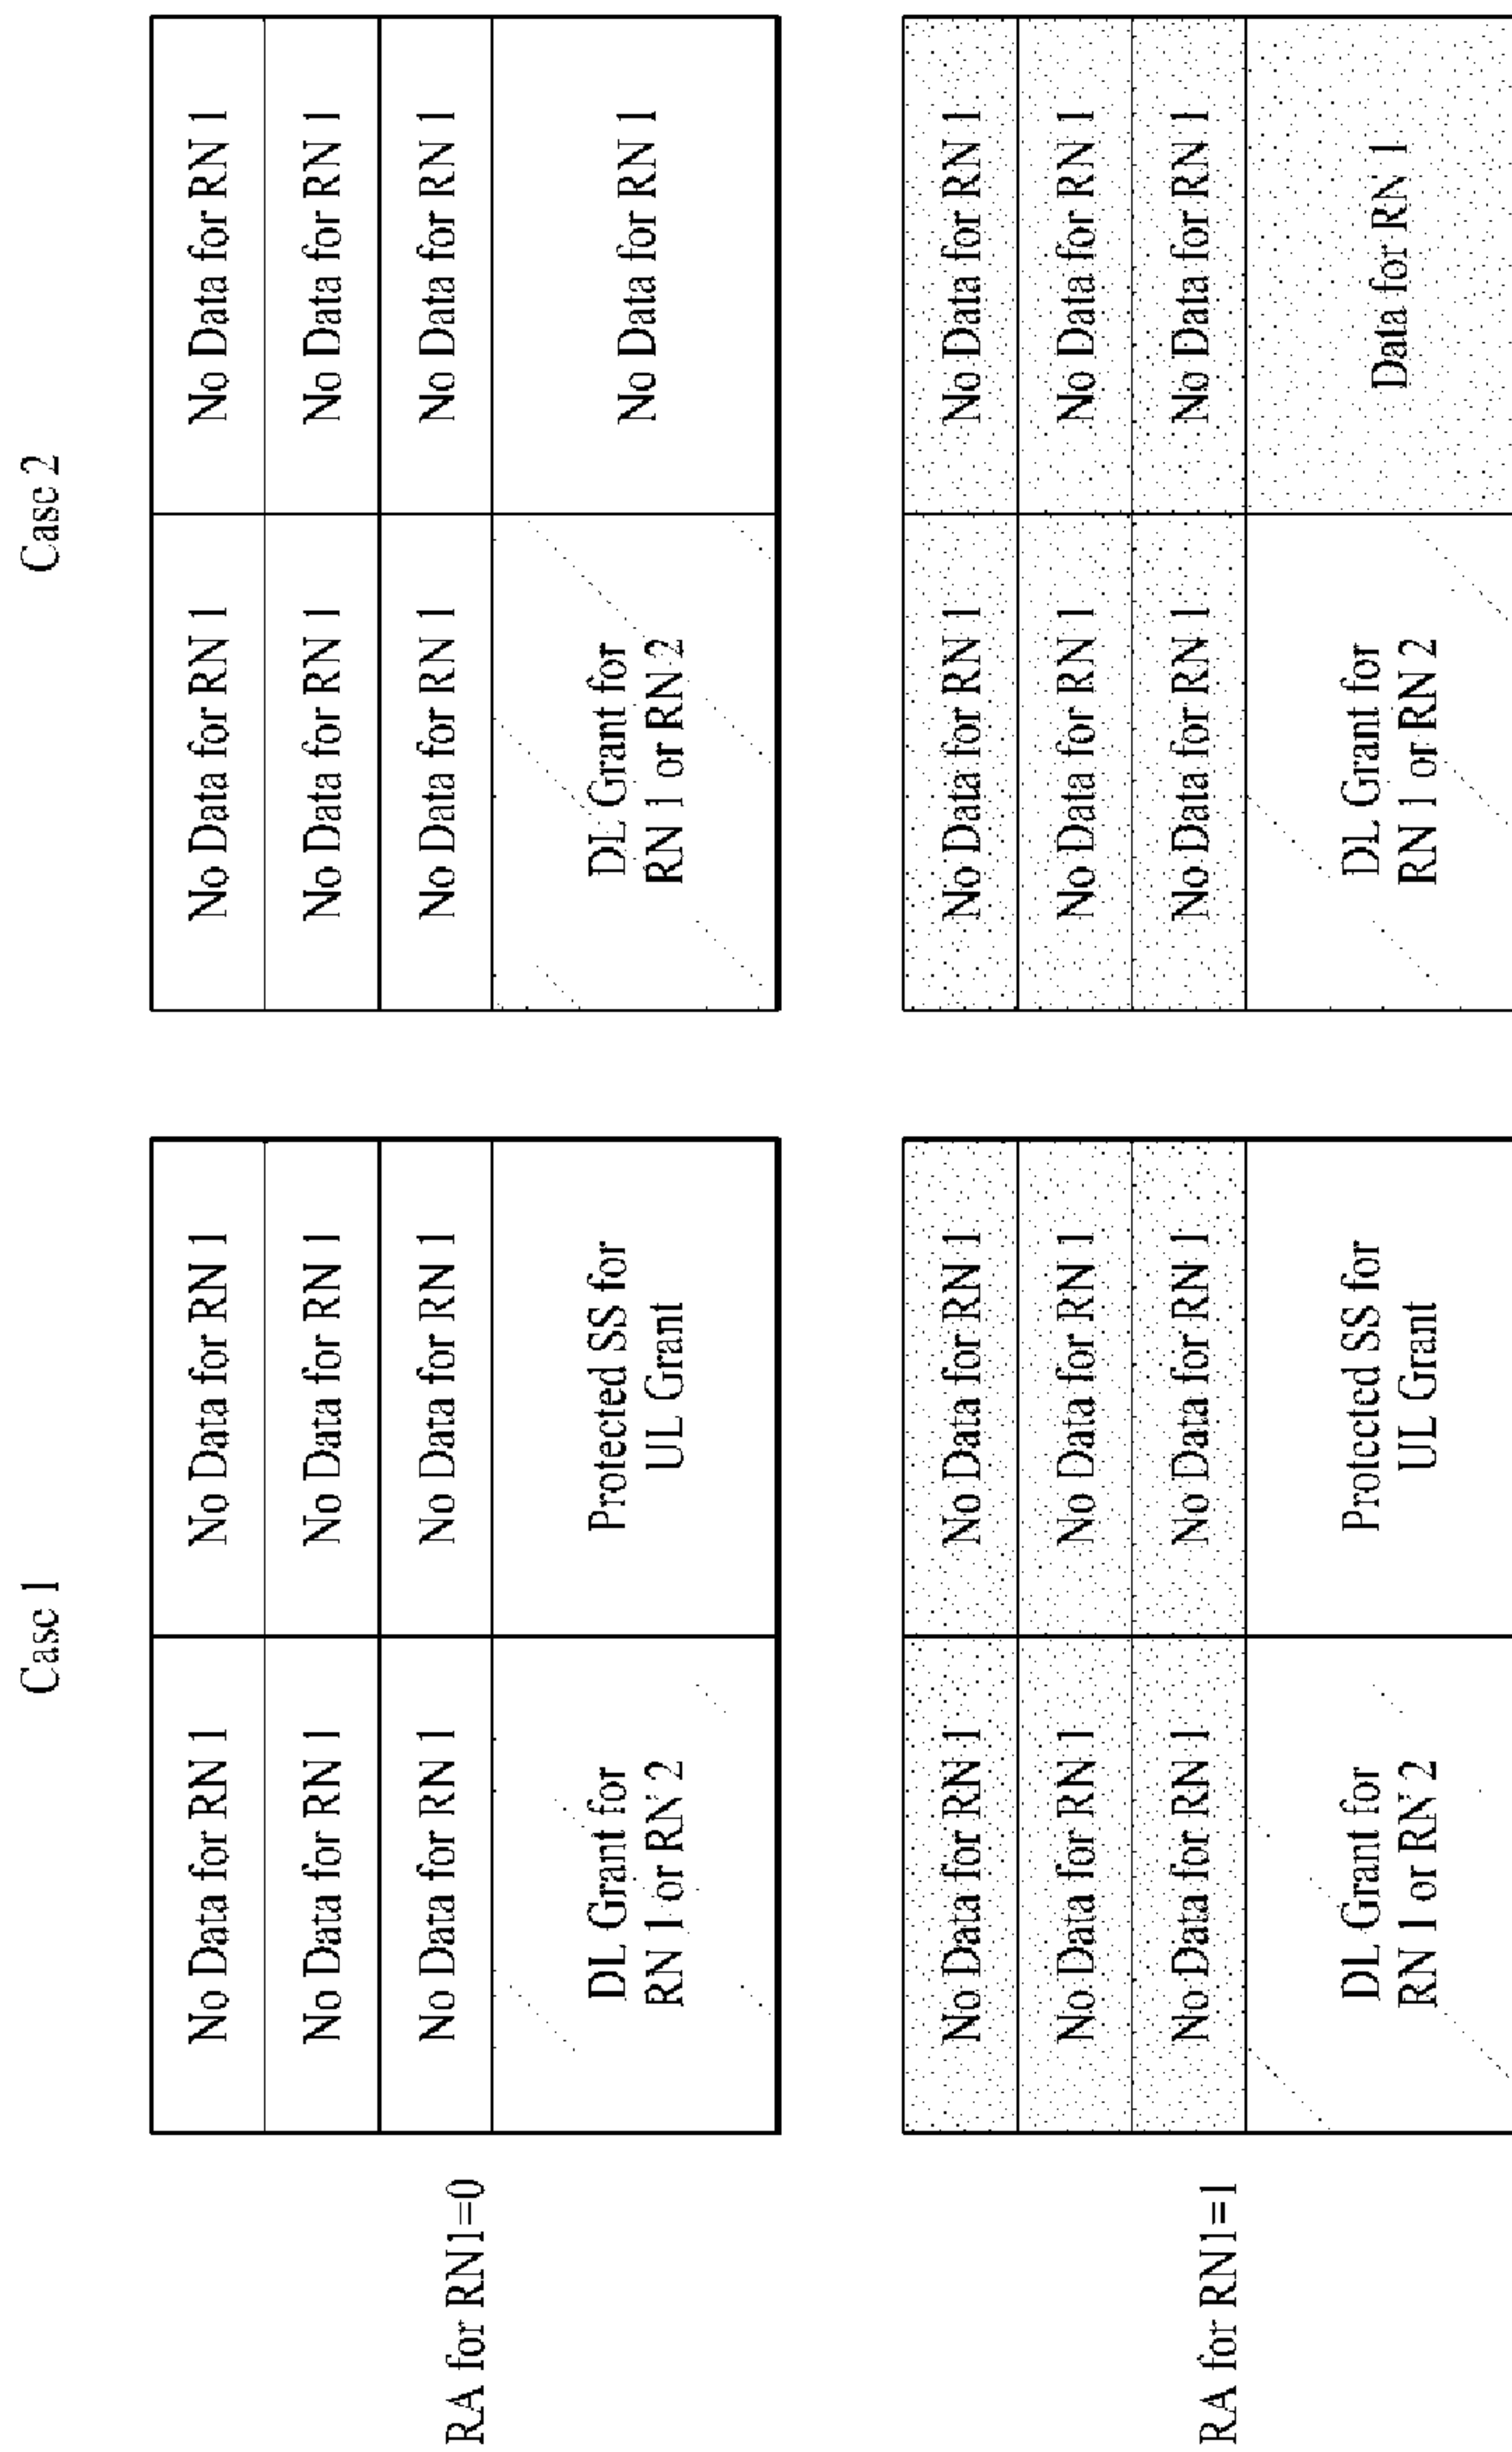 Case 1
Case 2
No Data for RN 1
No Data for RN 1
No Data for RN 1
No Data for RN 1
No Data for RN 1
No Data for RN 1
No Data for RN 1
No Data for RN 1
RA for RN1=0
No Data for RN 1
No Data for RN 1
No Data for RN 1
No Data for RN 1
DL Grant for
RN 1 or RN 2
Protected SS for
UL Grant
DL Grant for
RN 1 or RN 2
No Data for RN 1
No Data for RN 1
No Data for RN 1
No Data for RN 1
No Data for RN 1
No Data for RN 1
No Data for RN 1
No Data for RN 1
No Data for RN 1
RA for RN1=1
No Data for RN 1
No Data for RN 1
No Data for RN 1
No Data for RN 1
DL Grant for
RN 1 or RN 2
Protected SS for
UL Grant
DL Grant for
RN 1 or RN 2
Data for RN 1